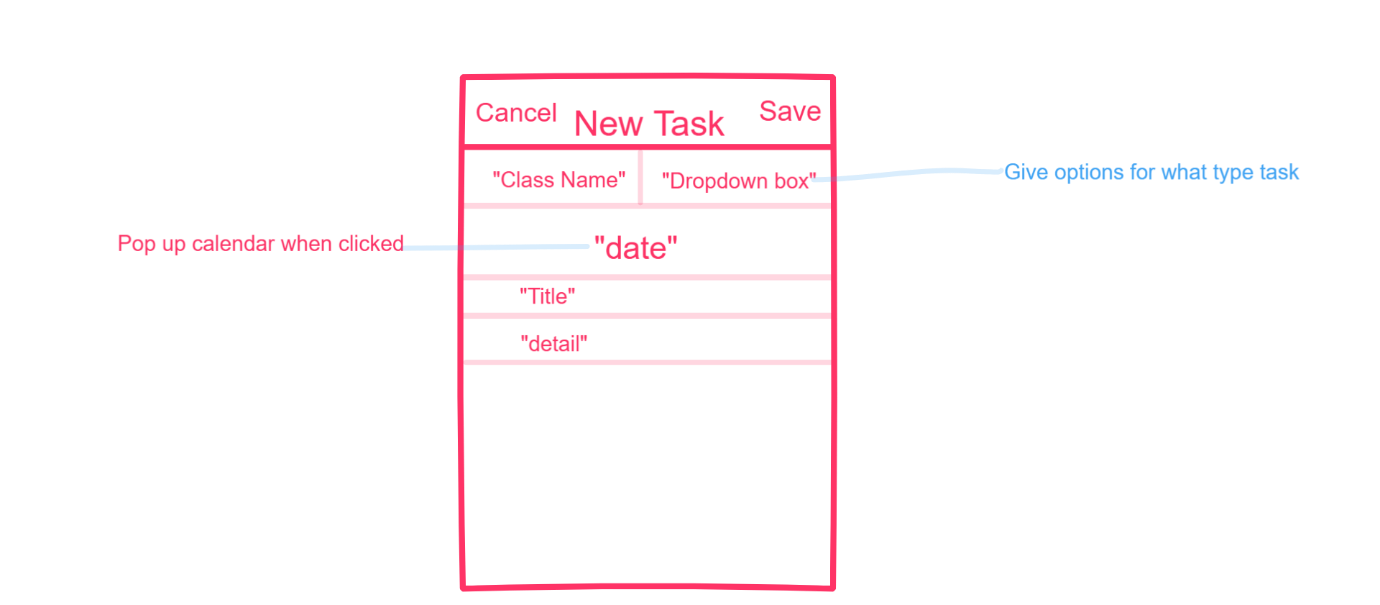 Cancel
New Task
Save
"Class Name"
"Dropdown box"
Give options for what type task
Pop up calendar when clicked
"date"
"Title"
"detail"